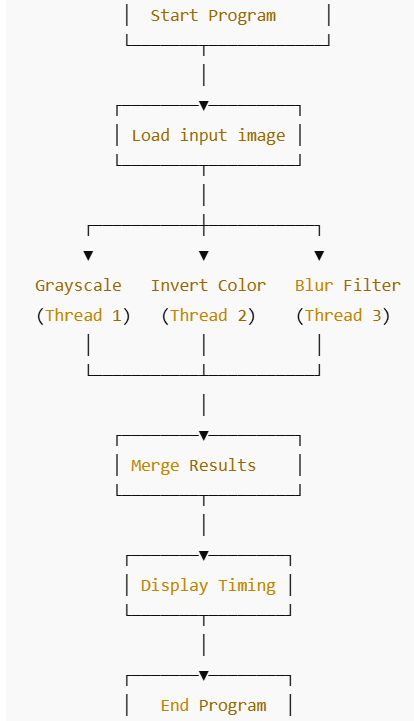 Start Program
Load input image
Grayscale Invert Color Blur Filter
(Thread 1) (Thread 2) (Thread 3)
Merge Results
Display Timing
End Program